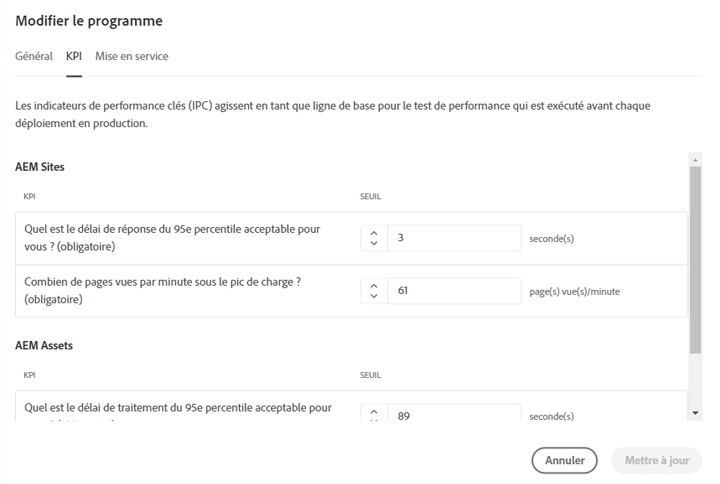 Modifier le programme
Général KPI Mise en service
Les indicateurs de performance clés (IPC) agissent en tant que ligne de base pour le test de performance qui est exécuté avant chaque
déploiement en production.
AEM Sites
KPI SEUIL
Quel est le délai de réponse du 95e percentile acceptable pour
vous ? (obligatoire)
3 seconde(s)
Combien de pages vues par minute sous le pic de charge ?
(obligatoire)
61 page(s) vue(s)/minute
AEM Assets
KPI SEUIL
Quel est le délai de traitement du 95e percentile acceptable pour
89 seconde(s)
Annuler Mettre à jour